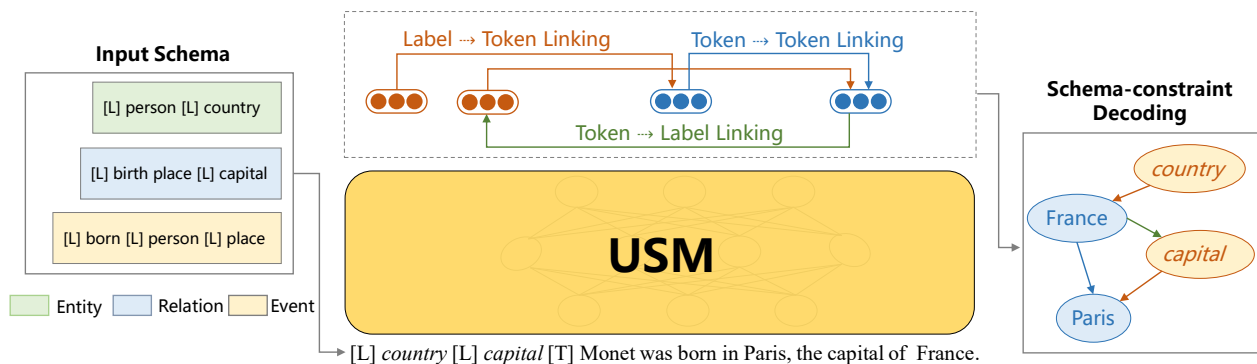 Input Schema
[L] person [L] country
[L] birth place [L] capital
[L] born [L] person [L] place
Entity
Relation
Event
Label ⇢ Token Linking
Token ⇢ Token Linking
Token ⇢ Label Linking
USM
[L] country [L] capital [T] Monet was born in Paris, the capital of France.
Schema-constraint
Decoding
country
France
capital
Paris